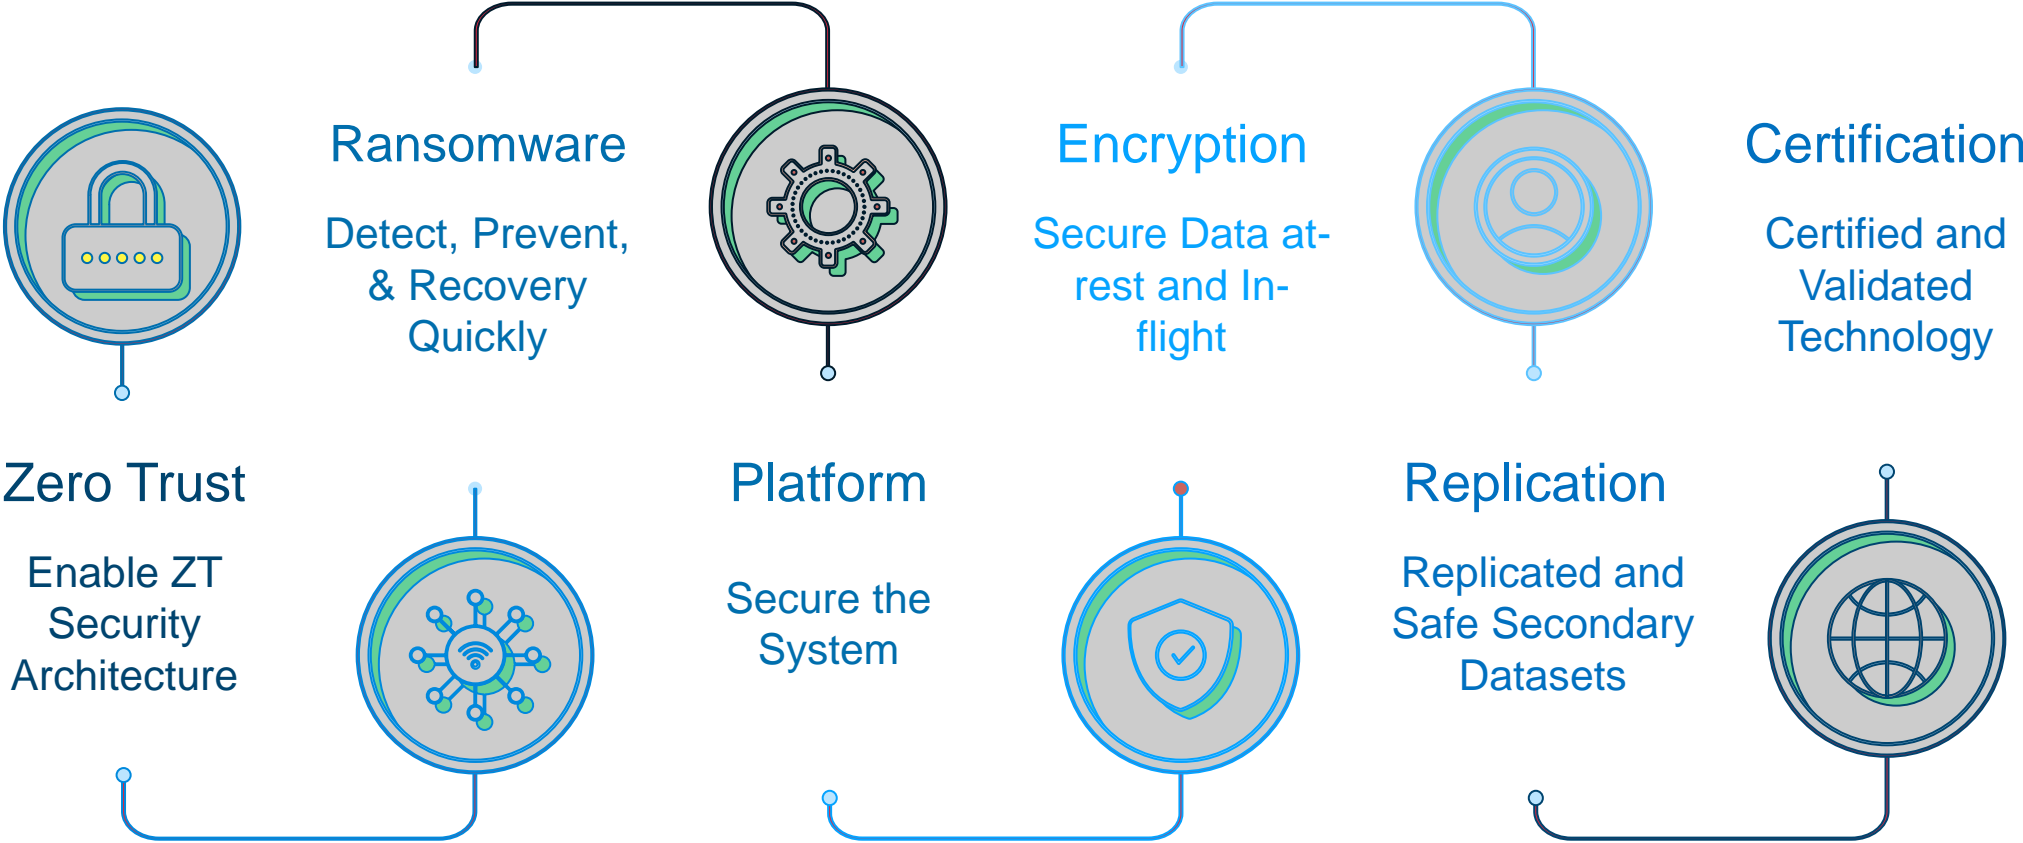 Ransomware
Detect, Prevent,
& Recovery
Quickly
Encryption
Secure Data at-
rest and In-
flight
Certification
Certified and
Validated
Technology
Zero Trust
Enable ZT
Security
Architecture
Platform
Secure the
System
Replication
Replicated and
Safe Secondary
Datasets